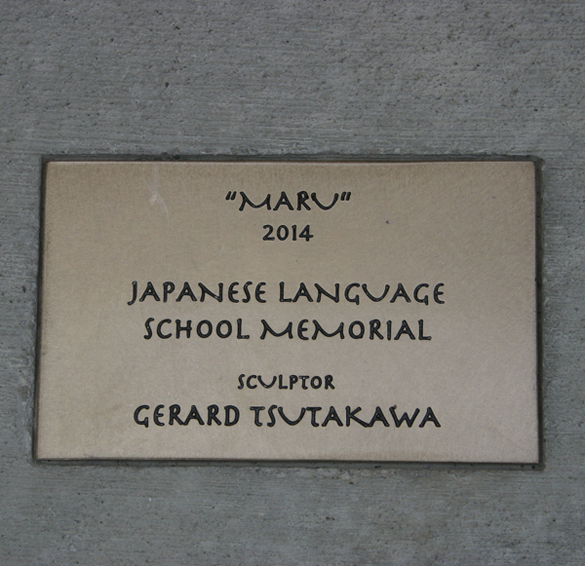 "MARU"
2014
JAPANESE LANGUAGE
SCHOOL MEMORIAL
SCULPTOR
GERARD TSUTAKAWA